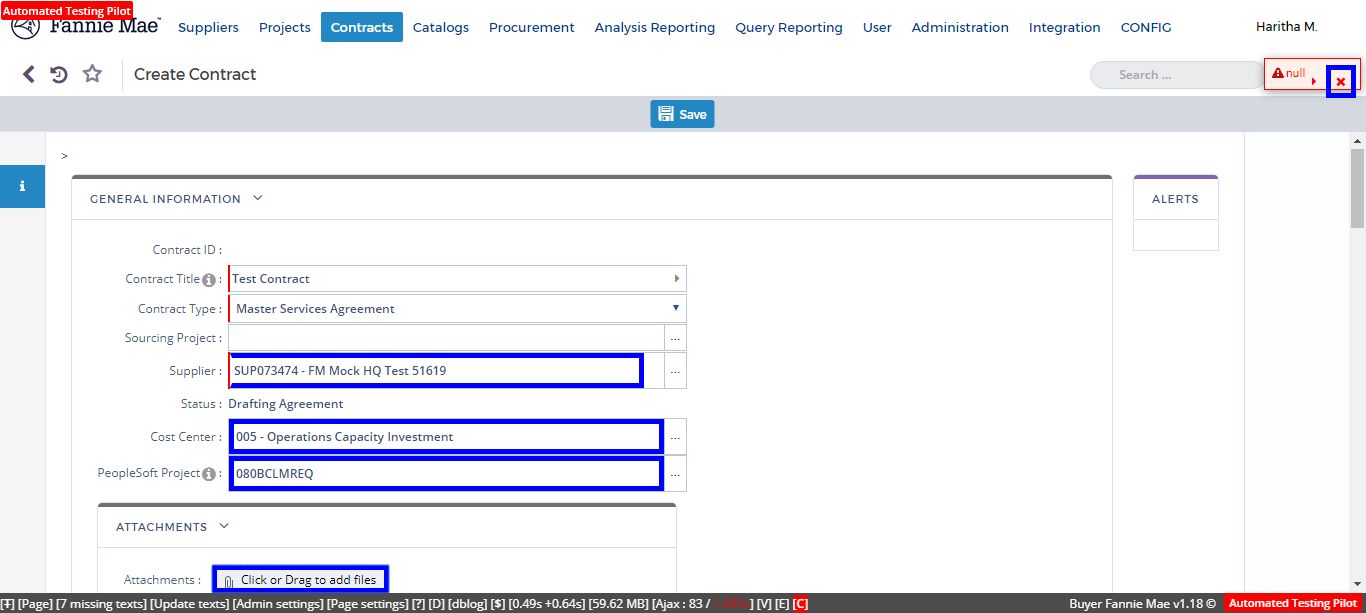 Automated Testing Pilot
Fannie Mae Suppliers Projects Contracts Catalogs Procurement Analysis Reporting Query Reporting User Administration Integration CONFIG Haritha M.
Create Contract Search ... null
Save
>
GENERAL INFORMATION ALERTS
Contract ID :
Contract Title : Test Contract
Contract Type : Master Services Agreement
Sourcing Project : ...
Supplier : SUP073474 - FM Mock HQ Test 51619 ...
Status : Drafting Agreement
Cost Center : 005 - Operations Capacity Investment ...
PeopleSoft Project : 080BCLMREQ ...
ATTACHMENTS
Attachments : Click or Drag to add files
[Ŧ] [Page] [7 missing texts] [Update texts] [Admin settings] [Page settings] [?] [D] [dblog] [$] [0.49s +0.64s] [59.62 MB] [Ajax : 83 / ] [V] [E] [C] Buyer Fannie Mae v1.18 © Automated Testing Pilot